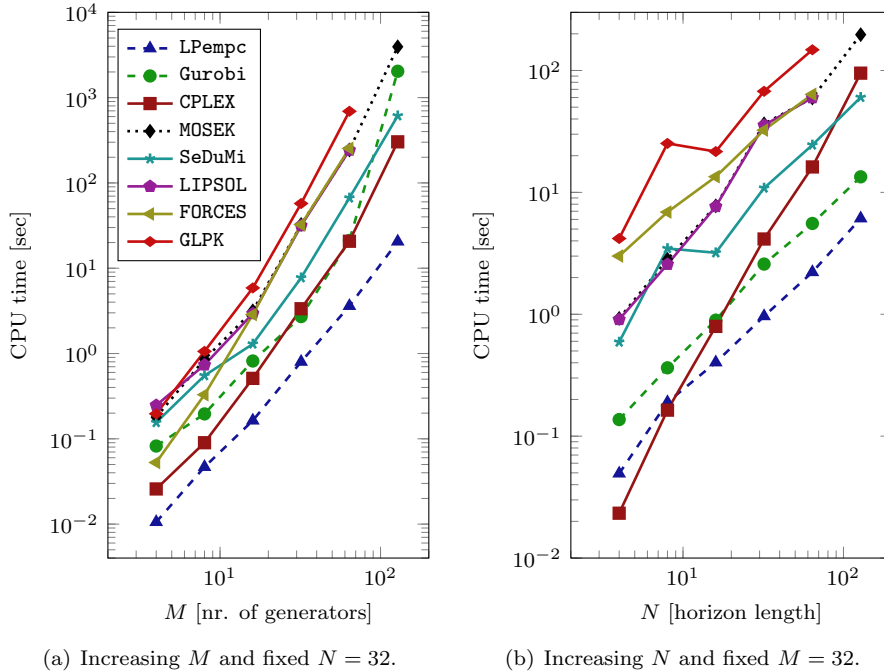 10^4
10^3
10^2
10^1
10^0
10^−1
10^−2
CPU time [sec]
LPempc
Gurobi
CPLEX
MOSEK
SeDuMi
LIPSOL
FORCES
GLPK
10^1
10^2
M [nr. of generators]
(a) Increasing M and fixed N = 32.
10^2
10^1
10^0
10^−1
10^−2
CPU time [sec]
10^1
10^2
N [horizon length]
(b) Increasing N and fixed M = 32.